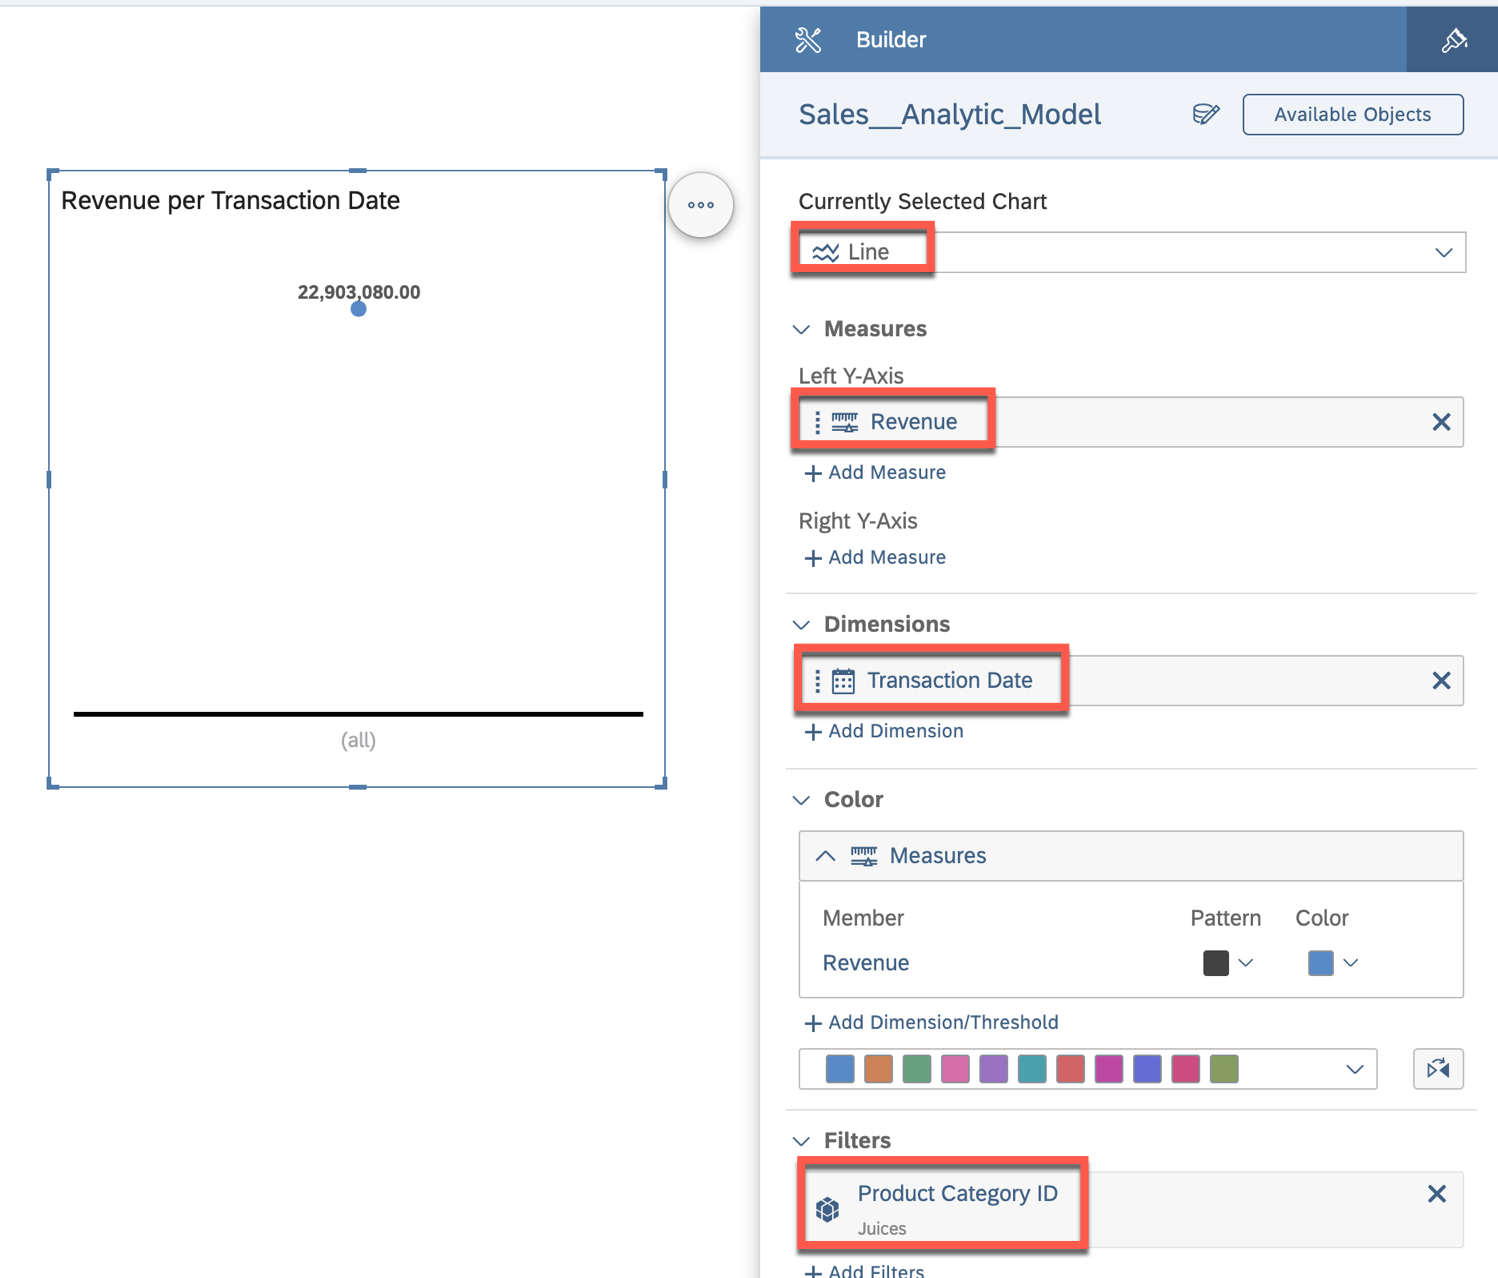 Builder
Sales__Analytic_Model
Available Objects
Revenue per Transaction Date
22,903,080.00
(all)
Currently Selected Chart
Line
Measures
Left Y-Axis
Revenue
Add Measure
Right Y-Axis
Add Measure
Dimensions
Transaction Date
Add Dimension
Color
Measures
Member Pattern Color
Revenue
Add Dimension/Threshold
Filters
Product Category ID
Juices
Add Filters